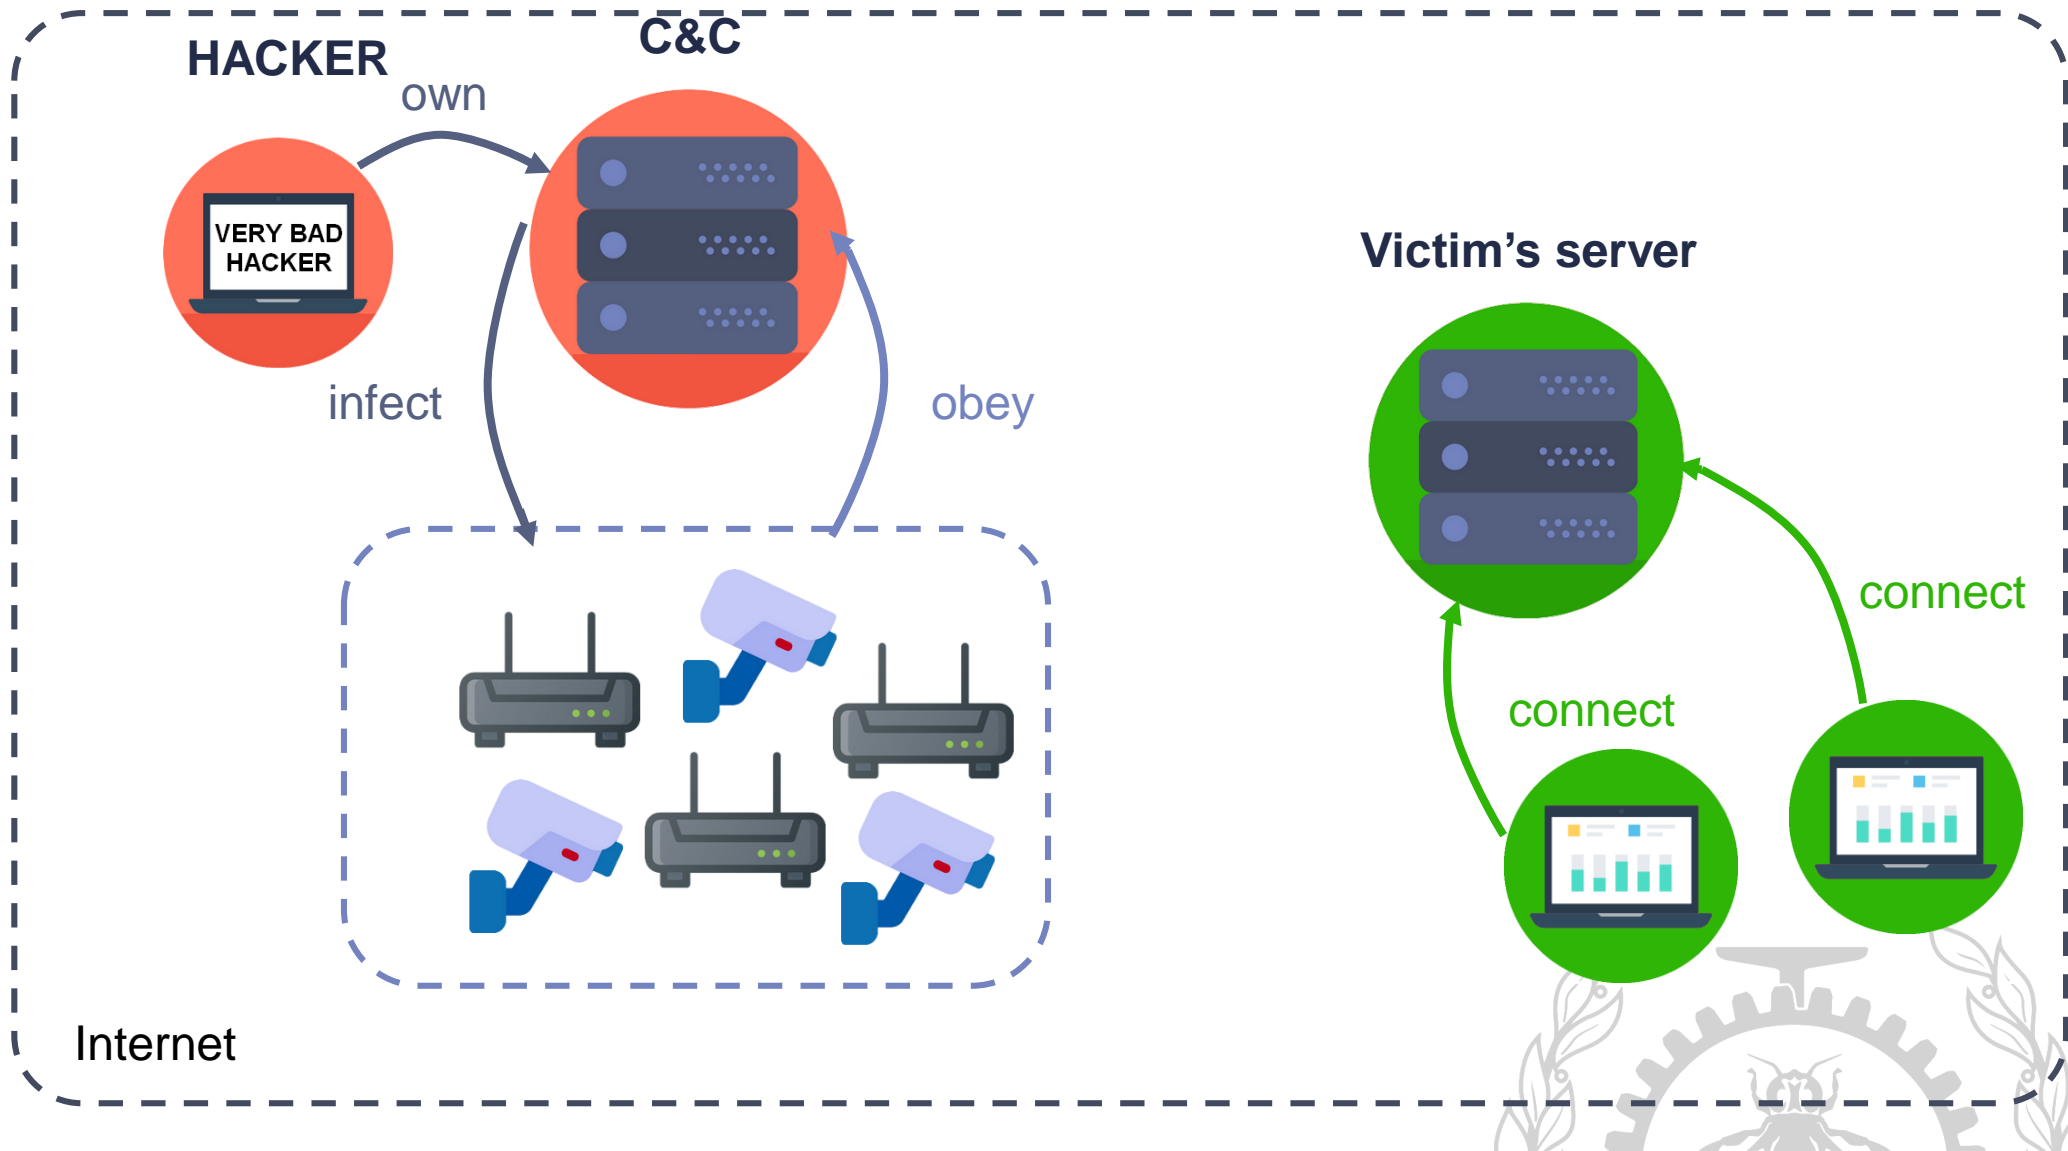 HACKER
C&C
own
VERY BAD
HACKER
Victim’s server
infect
obey
connect
connect
Internet